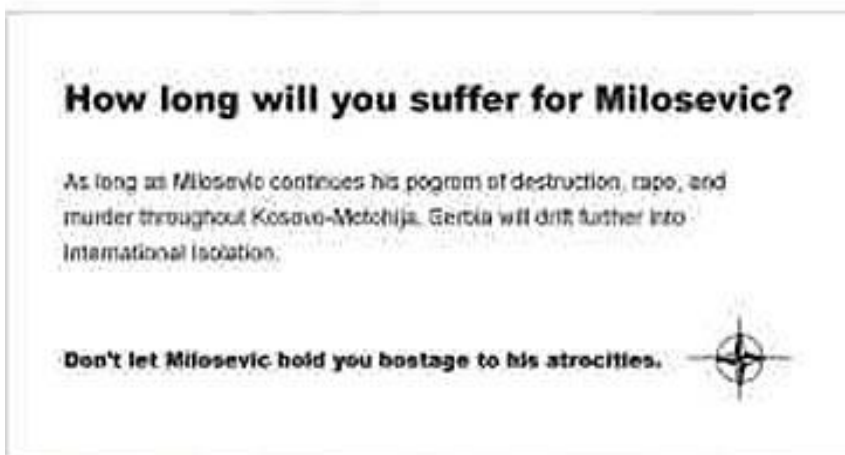 How long will you suffer for Milosevic?
As long as Milosevic continues his pogrom of destruction, rape, and
murder throughout Kosovo-Metohija, Serbia will drift further into
International Isolation.
Don't let Milosevic hold you hostage to his atrocities.